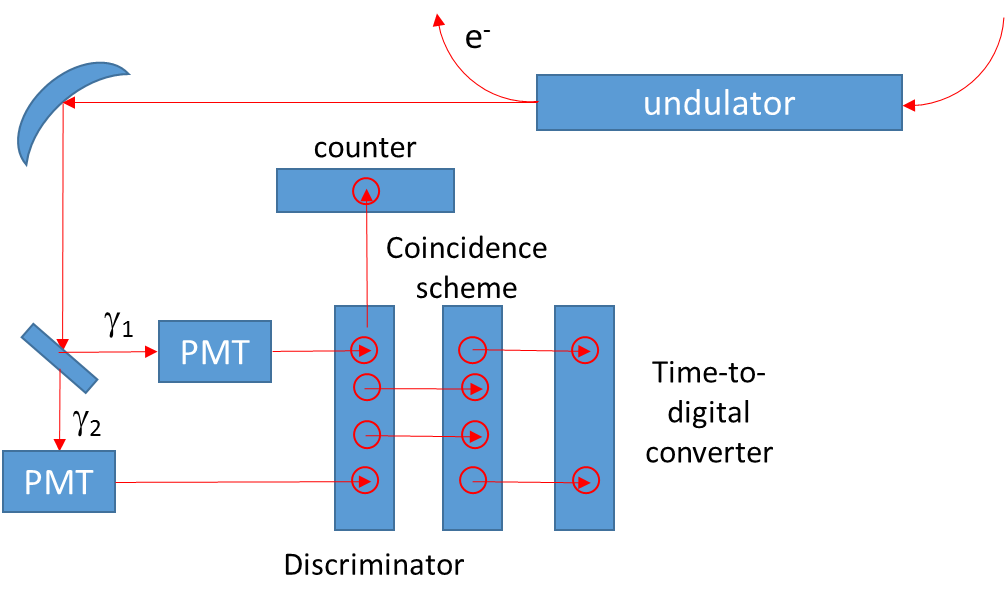 e-
undulator
counter
Coincidence
scheme
γ1
PMT
Time-to-
digital
converter
γ2
PMT
Discriminator